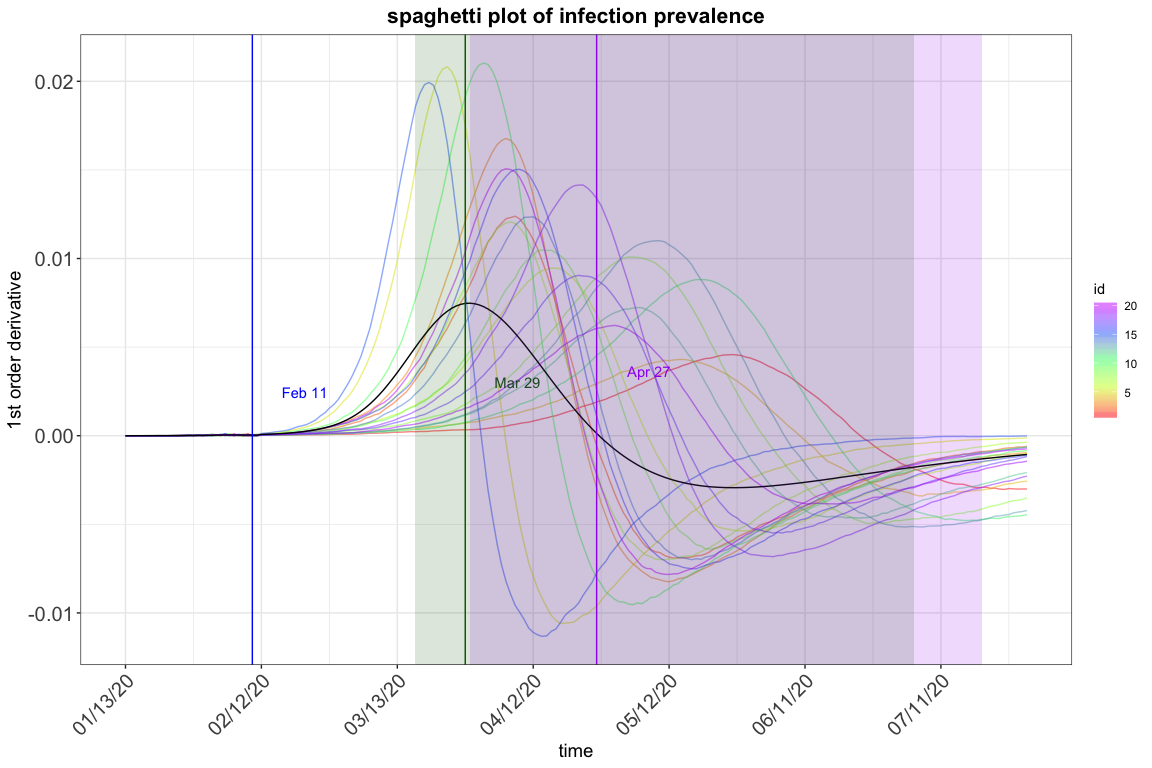 spaghetti plot of infection prevalence
1st order derivative
0.02
0.01
0.00
-0.01
Feb 11
Mar 29
Apr 27
id
20
15
10
5
01/13/20
02/12/20
03/13/20
04/12/20
05/12/20
06/11/20
07/11/20
time